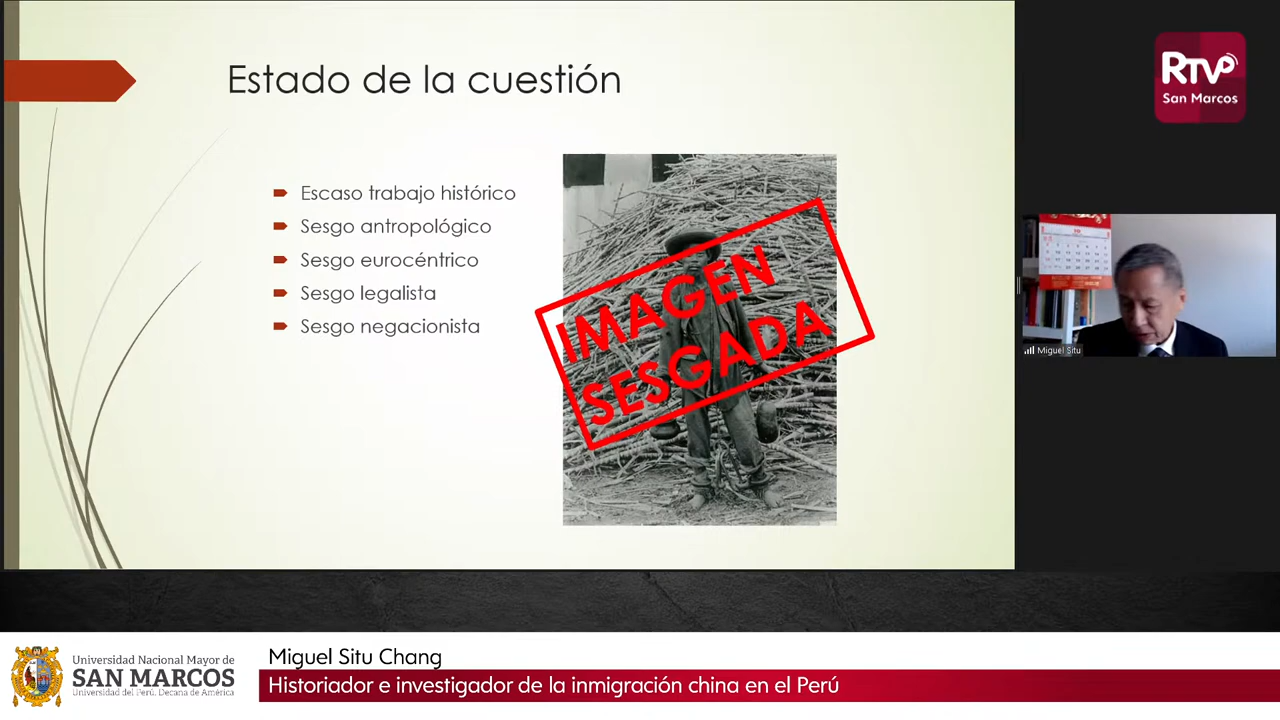 Estado de la cuestión
Escaso trabajo histórico
Sesgo antropológico
Sesgo eurocéntrico
Sesgo legalista
Sesgo negacionista
IMAGEN
SESGADA
RTVP
San Marcos
Miguel Situ
Universidad Nacional Mayor de
SAN MARCOS
Universidad del Perú. Decana de América
Miguel Situ Chang
Historiador e investigador de la inmigración china en el Perú